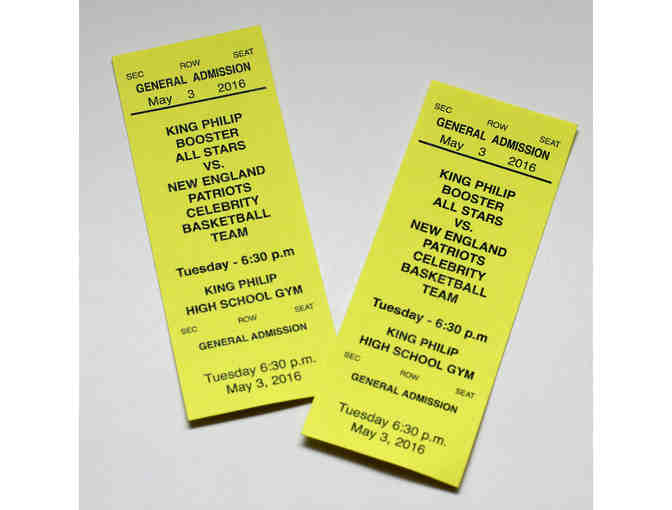 SEC ROW SEAT
GENERAL ADMISSION
May 3 2016
KING PHILIP
BOOSTER
ALL STARS
VS.
NEW ENGLAND
PATRIOTS
CELEBRITY
BASKETBALL
TEAM
Tuesday - 6:30 p.m
KING PHILIP
HIGH SCHOOL GYM
SEC ROW SEAT
GENERAL ADMISSION
Tuesday 6:30 p.m.
May 3, 2016
SEC ROW SEAT
GENERAL ADMISSION
May 3 2016
KING PHILIP
BOOSTER
ALL STARS
VS.
NEW ENGLAND
PATRIOTS
CELEBRITY
BASKETBALL
TEAM
Tuesday - 6:30 p.m
KING PHILIP
HIGH SCHOOL GYM
SEC ROW SEAT
GENERAL ADMISSION
Tuesday 6:30 p.m.
May 3, 2016